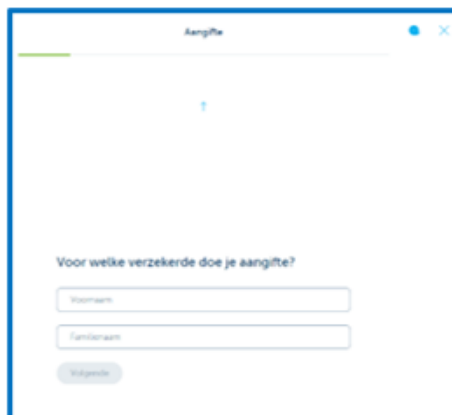 Aangifte
Voor welke verzekerde doe je aangifte?
Voornaam
Familienaam
Volgende